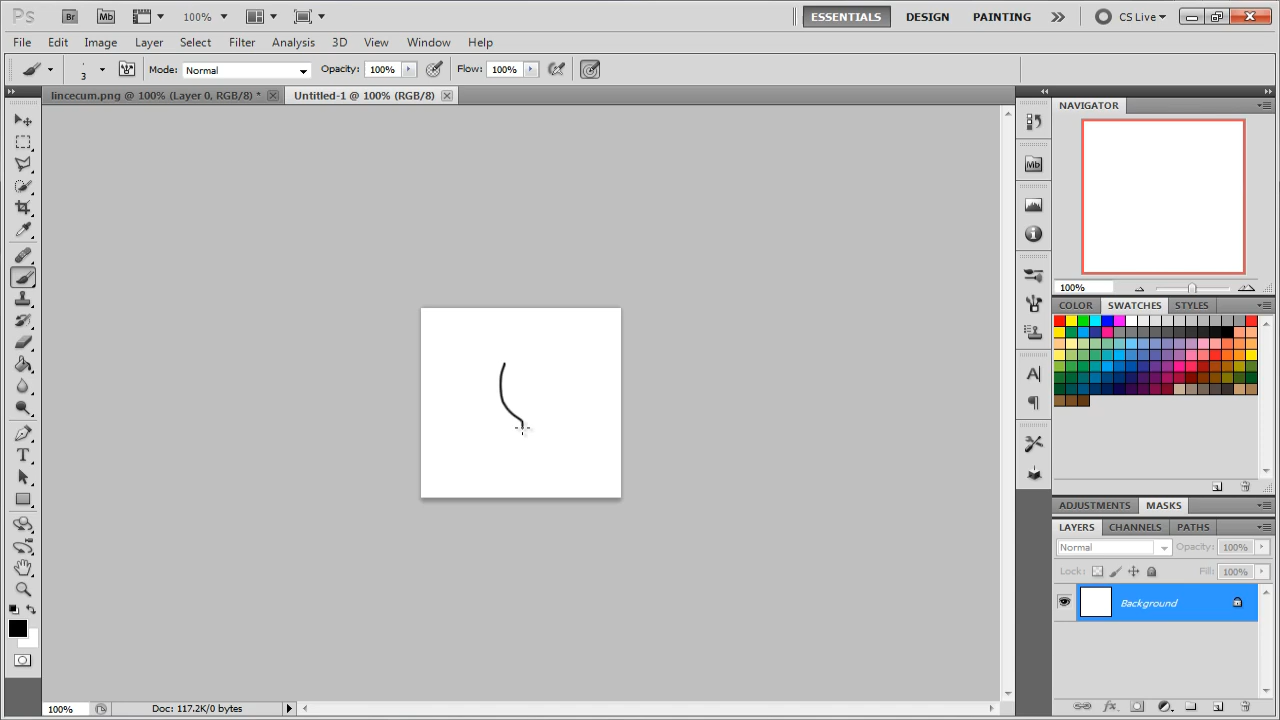 Ps Br Mb 100% ESSENTIALS DESIGN PAINTING CS Live
File Edit Image Layer Select Filter Analysis 3D View Window Help
3 Mode: Normal Opacity: 100% Flow: 100%
lincecum.png @ 100% (Layer 0, RGB/8) * Untitled-1 @ 100% (RGB/8)
NAVIGATOR
Mb
100%
COLOR SWATCHES STYLES
A
T
ADJUSTMENTS MASKS
LAYERS CHANNELS PATHS
Normal Opacity: 100%
Lock: Fill: 100%
Background
fx
100% Doc: 117.2K/0 bytes